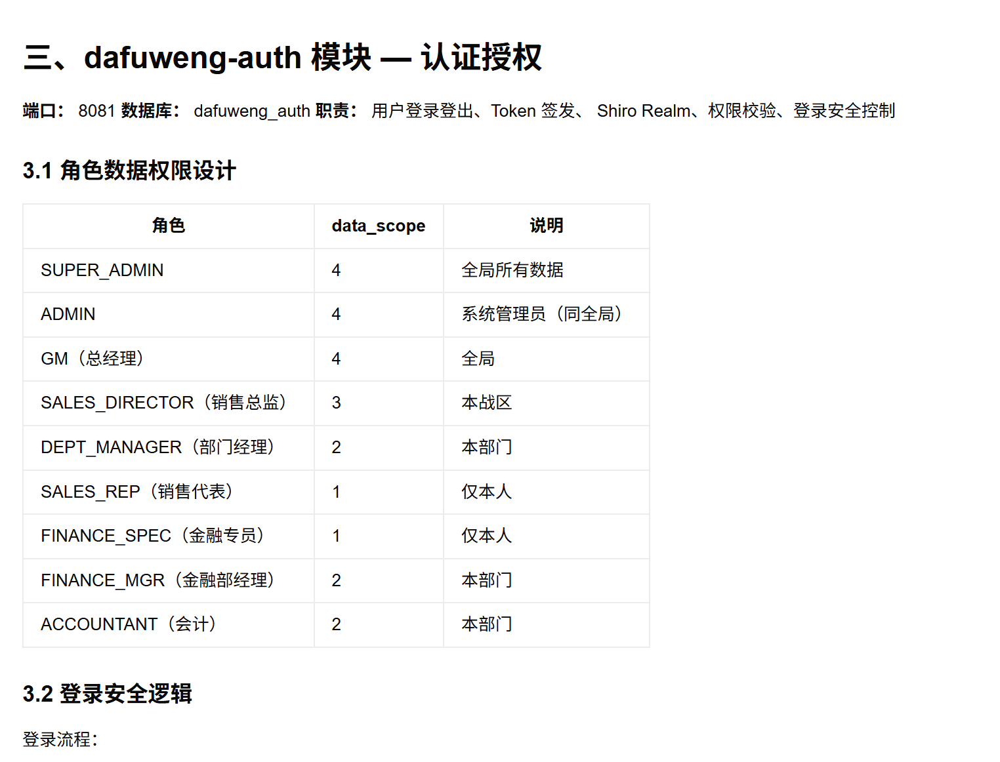 三、dafuweng-auth 模块 — 认证授权
端口： 8081 数据库： dafuweng_auth 职责： 用户登录登出、Token 签发、 Shiro Realm、权限校验、登录安全控制
3.1 角色数据权限设计
角色 data_scope 说明
SUPER_ADMIN 4 全局所有数据
ADMIN 4 系统管理员（同全局）
GM（总经理） 4 全局
SALES_DIRECTOR（销售总监） 3 本战区
DEPT_MANAGER（部门经理） 2 本部门
SALES_REP（销售代表） 1 仅本人
FINANCE_SPEC（金融专员） 1 仅本人
FINANCE_MGR（金融部经理） 2 本部门
ACCOUNTANT（会计） 2 本部门
3.2 登录安全逻辑
登录流程：